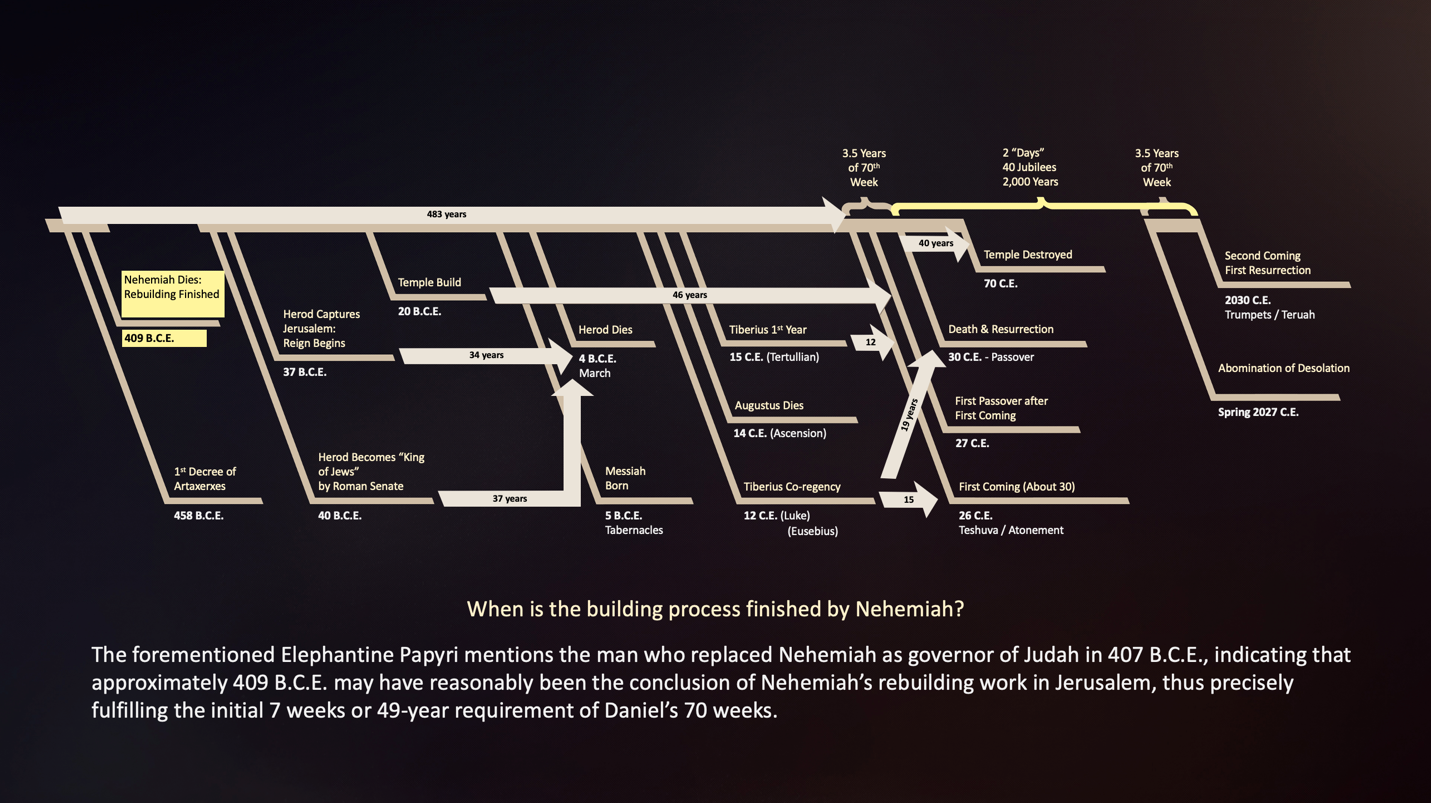 3.5 Years
of 70th
Week
2 “Days”
40 Jubilees
2,000 Years
3.5 Years
of 70th
Week
483 years
40 years
Temple Destroyed
70 C.E.
Second Coming
First Resurrection
2030 C.E.
Trumpets / Teruah
Nehemiah Dies:
Rebuilding Finished
409 B.C.E.
Temple Build
20 B.C.E.
46 years
Herod Captures
Jerusalem:
Reign Begins
37 B.C.E.
34 years
Herod Dies
4 B.C.E.
March
Tiberius 1st Year
15 C.E. (Tertullian)
12
Death & Resurrection
30 C.E. - Passover
Abomination of Desolation
Spring 2027 C.E.
Augustus Dies
14 C.E. (Ascension)
19 years
First Passover after
First Coming
27 C.E.
1st Decree of
Artaxerxes
458 B.C.E.
Herod Becomes “King
of Jews”
by Roman Senate
40 B.C.E.
37 years
Messiah
Born
5 B.C.E.
Tabernacles
Tiberius Co-regency
12 C.E. (Luke)
(Eusebius)
15
First Coming (About 30)
26 C.E.
Teshuva / Atonement
When is the building process finished by Nehemiah?
The forementioned Elephantine Papyri mentions the man who replaced Nehemiah as governor of Judah in 407 B.C.E., indicating that
approximately 409 B.C.E. may have reasonably been the conclusion of Nehemiah’s rebuilding work in Jerusalem, thus precisely
fulfilling the initial 7 weeks or 49-year requirement of Daniel’s 70 weeks.